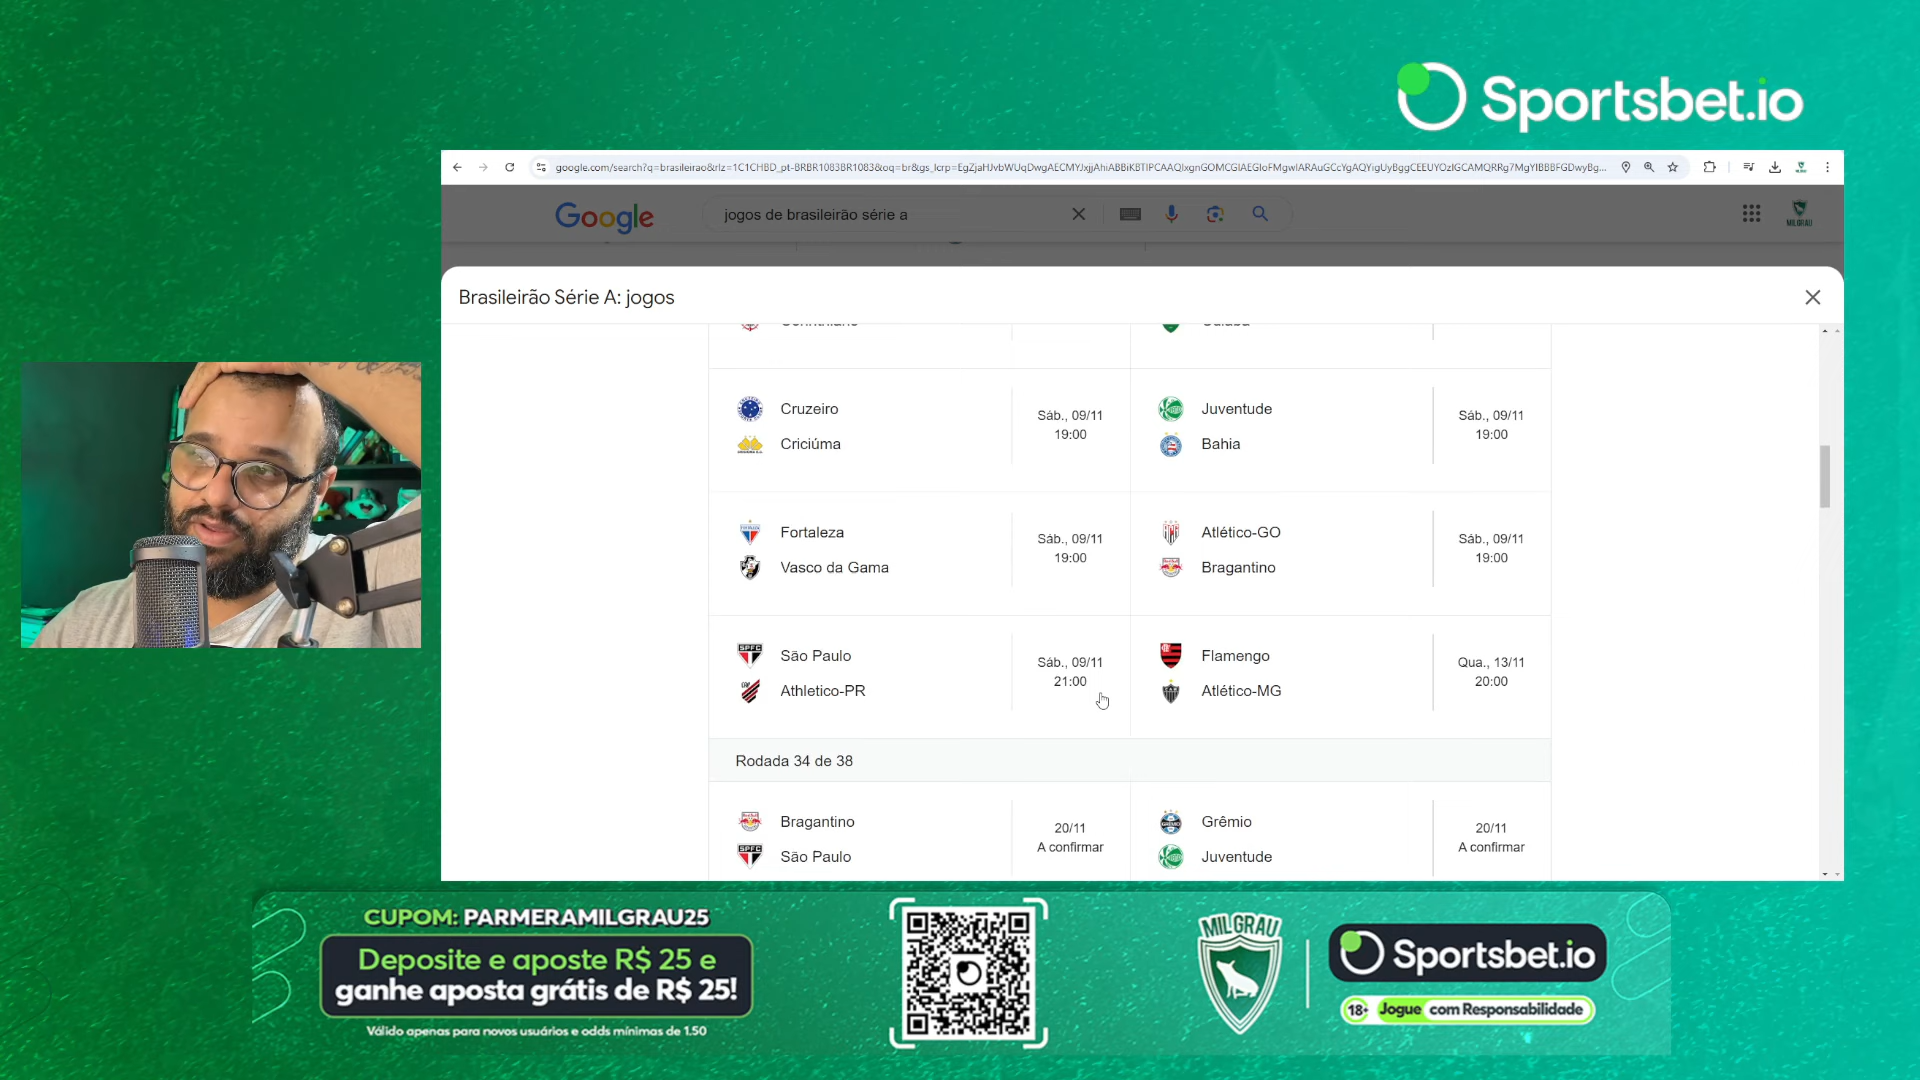 Sportsbet.io
google.com/search?q=brasileirao&rlz=1C1CHBD_pt-BRBR1083BR1083&oq=br&gs_lcrp=
Google
jogos de brasileirão série a
MILGRAU
Brasileirão Série A: jogos
Corinthians
Cuiabá
Cruzeiro
Criciúma
Sáb., 09/11
19:00
Juventude
Bahia
Sáb., 09/11
19:00
Fortaleza
Vasco da Gama
Sáb., 09/11
19:00
Atlético-GO
Bragantino
Sáb., 09/11
19:00
São Paulo
Athletico-PR
Sáb., 09/11
21:00
Flamengo
Atlético-MG
Qua., 13/11
20:00
Rodada 34 de 38
Bragantino
São Paulo
20/11
A confirmar
Grêmio
Juventude
20/11
A confirmar
CUPOM: PARMERAMILGRAU25
Deposite e aposte R$ 25 e
ganhe aposta grátis de R$ 25!
Válido apenas para novos usuários e odds mínimas de 1.50
MIL GRAU
Sportsbet.io
18+ Jogue com Responsabilidade